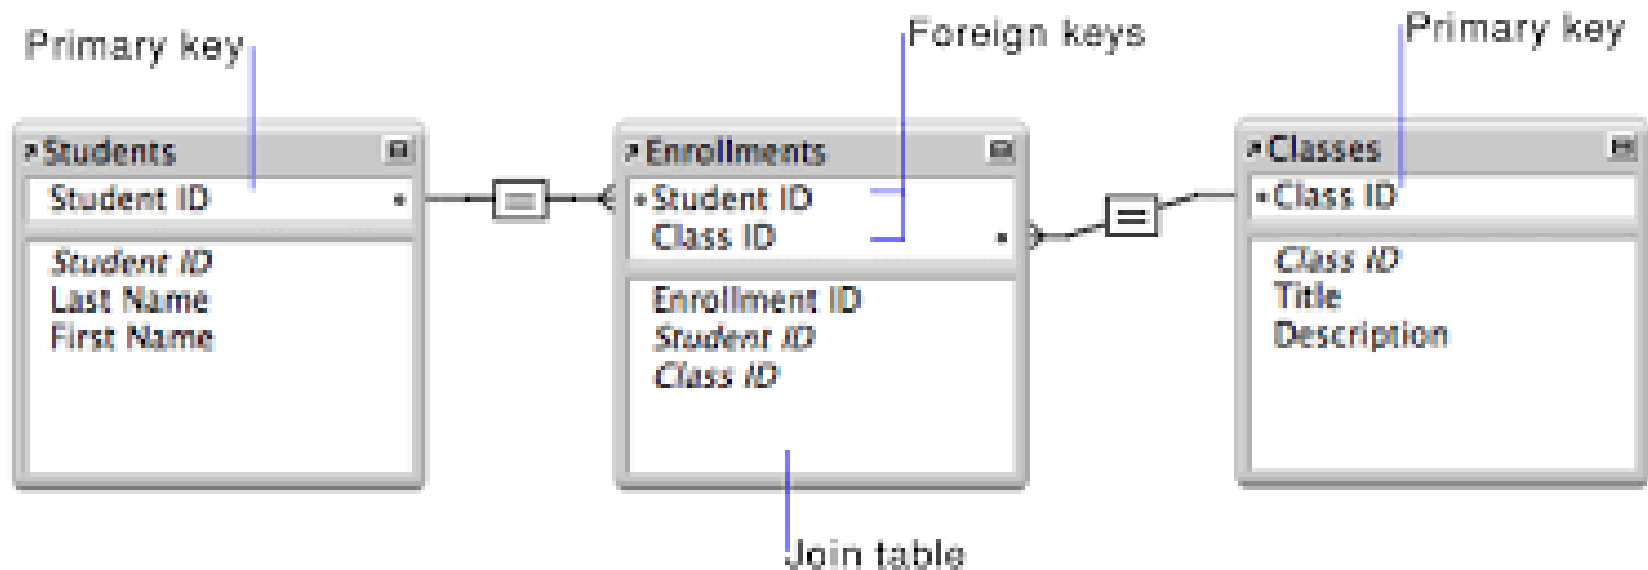 Primary key
Foreign keys
Primary key
Students
Student ID
Student ID
Last Name
First Name
Enrollments
Student ID
Class ID
Enrollment ID
Student ID
Class ID
Classes
Class ID
Class ID
Title
Description
Join table